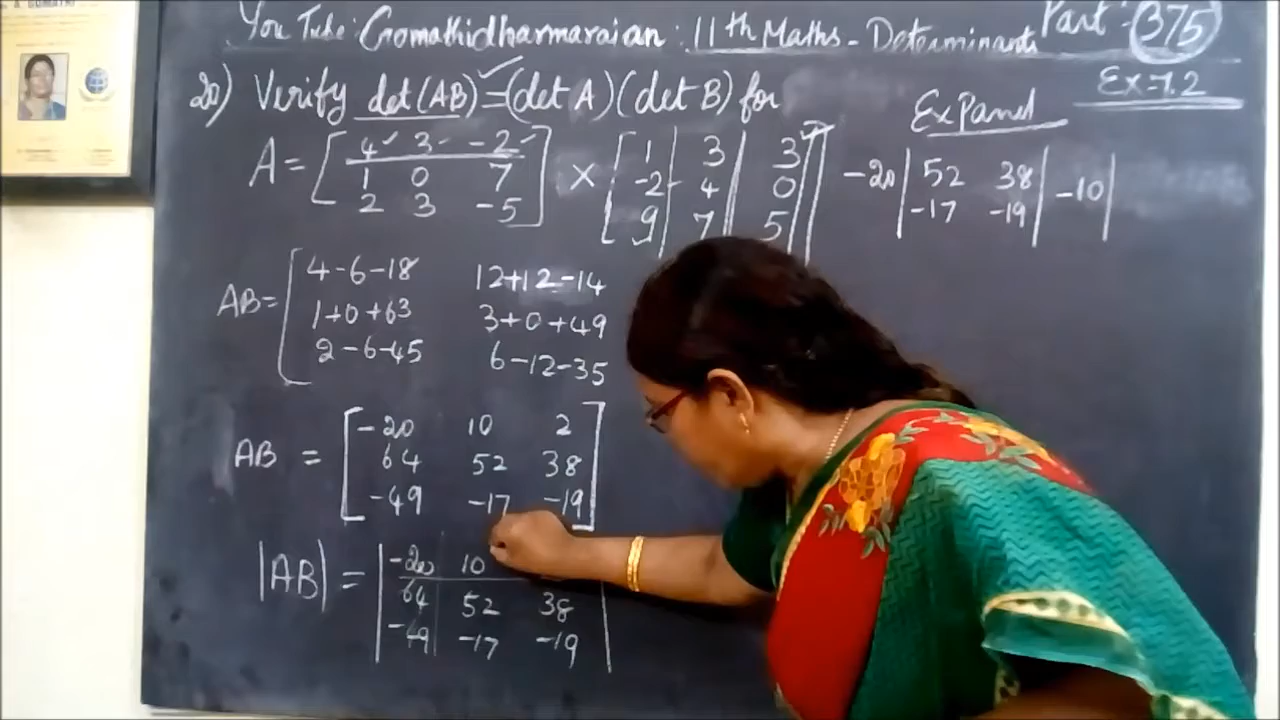 You Tube: Gomathidharmaraian: 11th Maths - Determinants Part - 375
Ex-7.2
20) Verify det(AB) = (det A)(det B) for
A = [ 4 3 -2 ] × [ 1 3 3 ]
1 0 7 -2 4 0
2 3 -5 9 7 5
AB = [ 4-6-18 12+12-14
1+0+63 3+0+49
2-6-45 6-12-35
AB = [ -20 10 2 ]
64 52 38
-49 -17 -19
|AB| = | -20 10
64 52 38
-49 -17 -19 |
Expand
-20 | 52 38 | -10 |
-17 -19